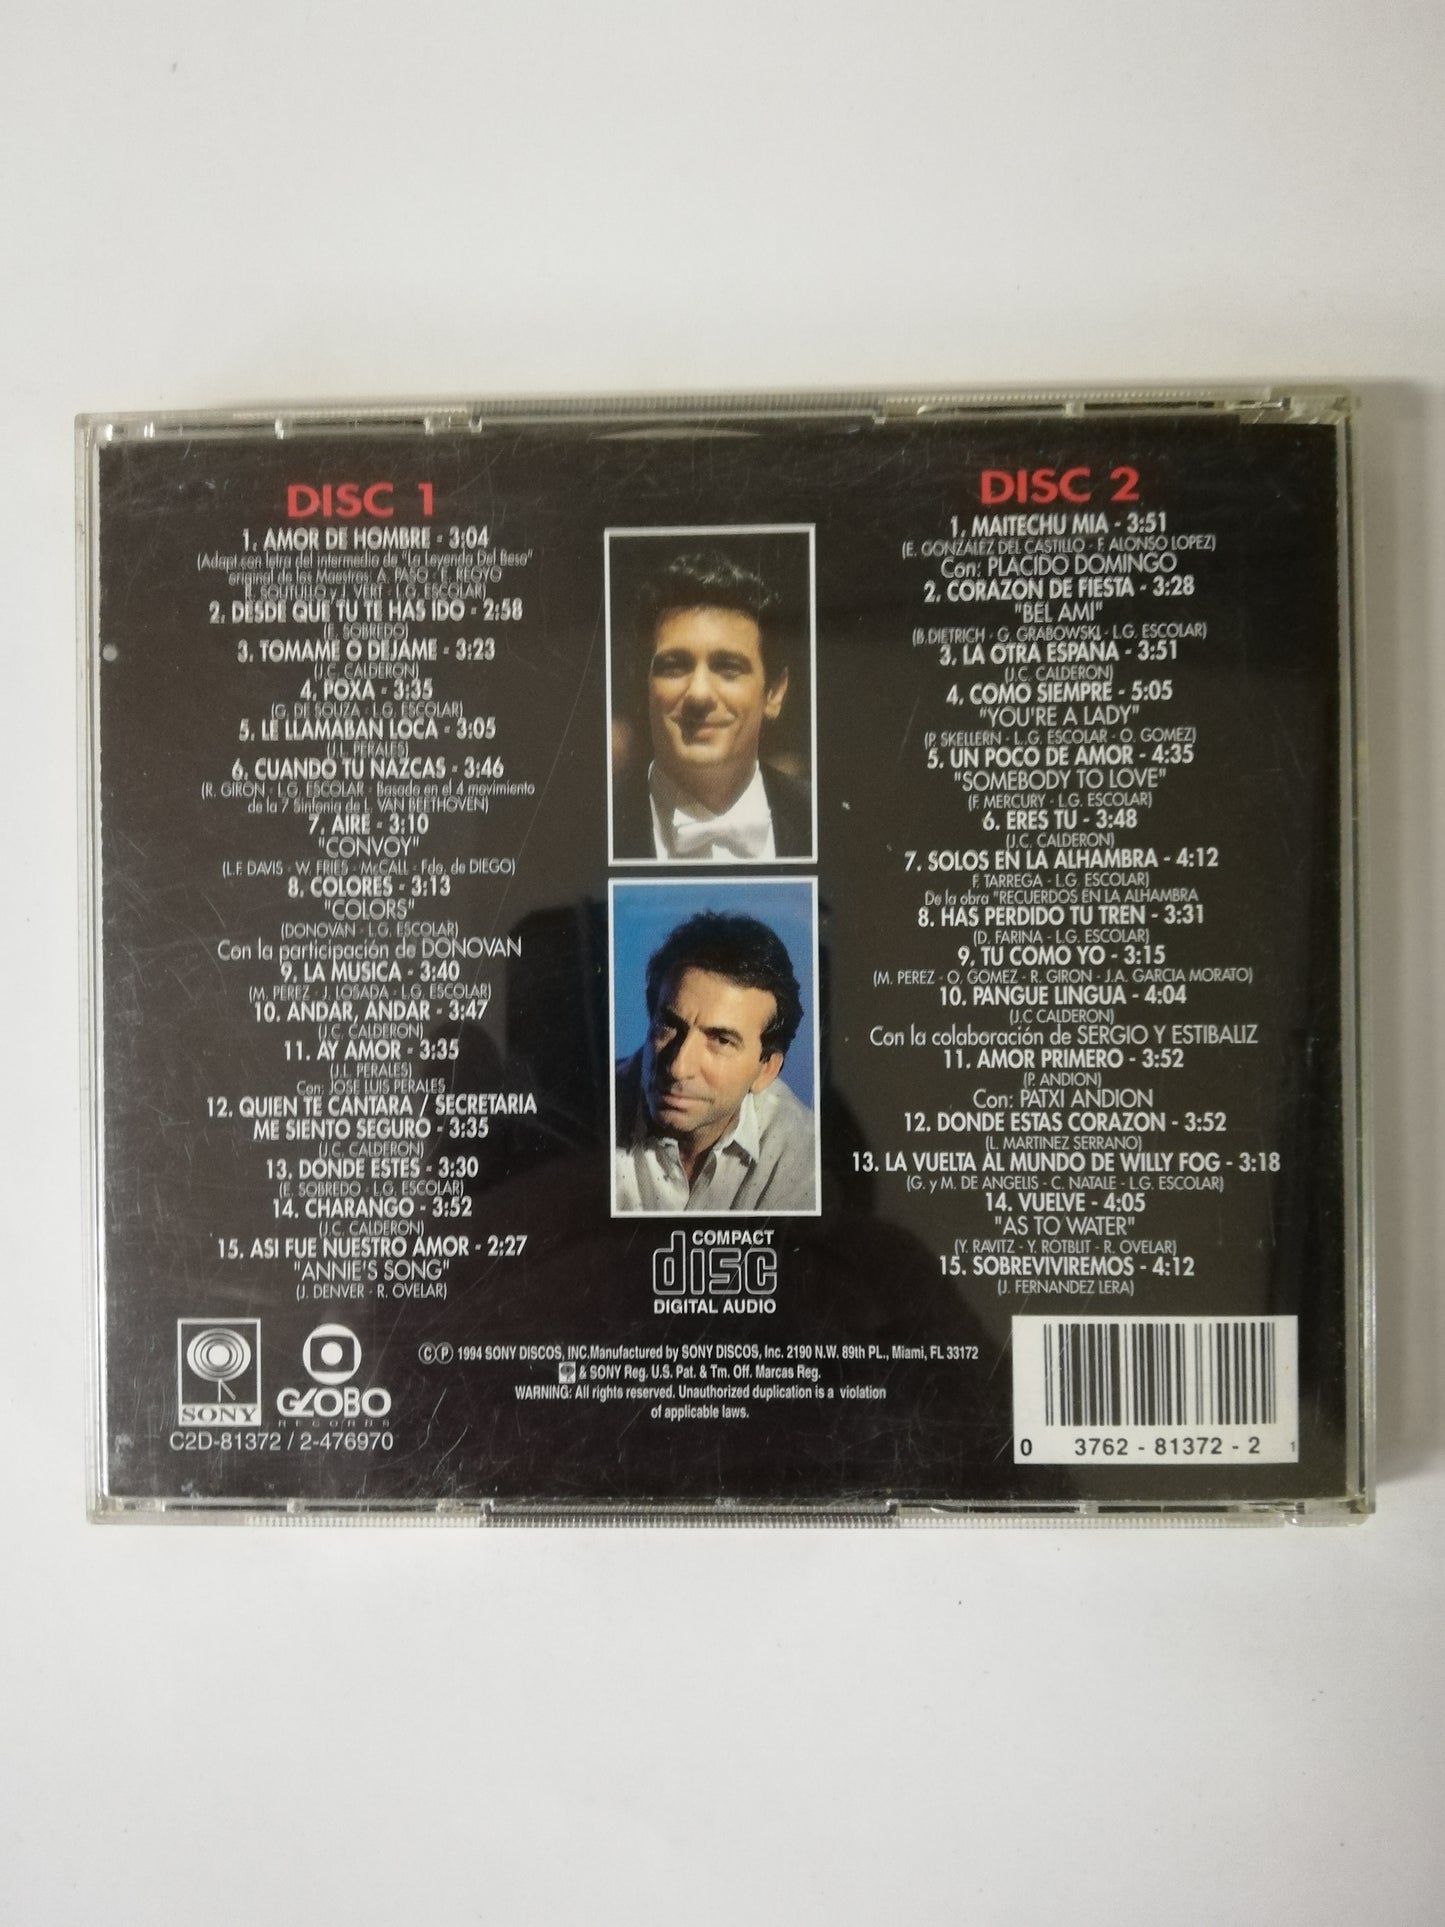 DISC 1
1. AMOR DE HOMBRE - 3:04
(Adapt con letra del intermedio de "La Leyenda Del Beso"
original de los Maestros: A. PASO - E. REOYO
R. SOUTULLO y J. VERT - L.G. ESCOLAR)
2. DESDE QUE TU TE HAS IDO - 2:58
(E. SOBREDO)
3. TOMAME O DEJAME - 3:23
(J.C. CALDERON)
4. POXA - 3:35
(G. DE SOUZA - L.G. ESCOLAR)
5. LE LLAMABAN LOCA - 3:05
(J.L. PERALES)
6. CUANDO TU NAZCAS - 3:46
(R. GIRON - L.G. ESCOLAR - Basado en el 4 movimiento
de la 7 Sinfonia de L. VAN BEETHOVEN)
7. AIRE - 3:10
"CONVOY"
(L.F. DAVIS - W. FRIES - McCALL - Fdo. de DIEGO)
8. COLORES - 3:13
"COLORS"
(DONOVAN - L.G. ESCOLAR)
Con la participación de DONOVAN
9. LA MUSICA - 3:40
(M. PEREZ - J. LOSADA - L.G. ESCOLAR)
10. ANDAR, ANDAR - 3:47
(J.C. CALDERON)
11. AY AMOR - 3:35
(J.L. PERALES)
Con: JOSE LUIS PERALES
12. QUIEN TE CANTARA / SECRETARIA
ME SIENTO SEGURO - 3:35
(J.C. CALDERON)
13. DONDE ESTES - 3:30
(E. SOBREDO - L.G. ESCOLAR)
14. CHARANGO - 3:52
(J.C. CALDERON)
15. ASI FUE NUESTRO AMOR - 2:27
"ANNIE'S SONG"
(J. DENVER - R. OVELAR)
DISC 2
1. MAITECHU MIA - 3:51
(E. GONZALEZ DEL CASTILLO - F. ALONSO LOPEZ)
Con: PLACIDO DOMINGO
2. CORAZON DE FIESTA - 3:28
"BEL AMI"
(B.DIETRICH - G. GRABOWSKI - L.G. ESCOLAR)
3. LA OTRA ESPANA - 3:51
(J.C. CALDERON)
4. COMO SIEMPRE - 5:05
"YOU'RE A LADY"
(P. SKELLERN - L.G. ESCOLAR - O. GOMEZ)
5. UN POCO DE AMOR - 4:35
"SOMEBODY TO LOVE"
(F. MERCURY - L.G. ESCOLAR)
6. ERES TU - 3:48
(J.C. CALDERON)
7. SOLOS EN LA ALHAMBRA - 4:12
F. TARREGA - L.G. ESCOLAR)
De la obra "RECUERDOS EN LA ALHAMBRA
8. HAS PERDIDO TU TREN - 3:31
(D. FARINA - L.G. ESCOLAR)
9. TU COMO YO - 3:15
(M. PEREZ - O. GOMEZ - R. GIRON - J.A. GARCIA MORATO)
10. PANGUE LINGUA - 4:04
(J.C CALDERON)
Con la colaboración de SERGIO Y ESTIBALIZ
11. AMOR PRIMERO - 3:52
(P. ANDION)
Con: PATXI ANDION
12. DONDE ESTAS CORAZON - 3:52
(L. MARTINEZ SERRANO)
13. LA VUELTA AL MUNDO DE WILLY FOG - 3:18
(G. y M. DE ANGELIS - C. NATALE - L.G. ESCOLAR)
14. VUELVE - 4:05
"AS TO WATER"
(Y. RAVITZ - Y. ROTBLIT - R. OVELAR)
15. SOBREVIVIREMOS - 4:12
(J. FERNANDEZ LERA)
COMPACT
disc
DIGITAL AUDIO
SONY
GLOBO
RECORDS
C2D-81372 / 2-476970
©℗ 1994 SONY DISCOS, INC.Manufactured by SONY DISCOS, Inc. 2190 N.W. 89th PL., Miami, FL 33172
& SONY Reg. U.S. Pat. & Tm. Off. Marcas Reg.
WARNING: All rights reserved. Unauthorized duplication is a violation
of applicable laws.
0 3762 - 81372 - 2 1